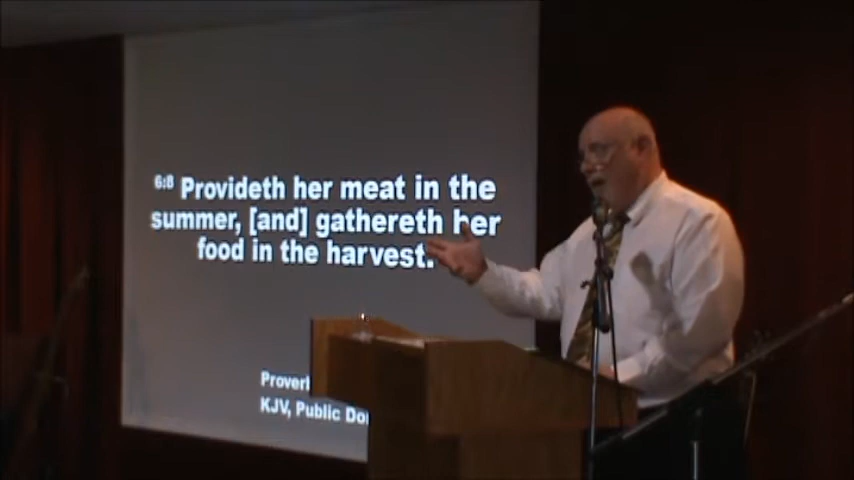 6:8 Provideth her meat in the
summer, [and] gathereth her
food in the harvest.
KJV, Public